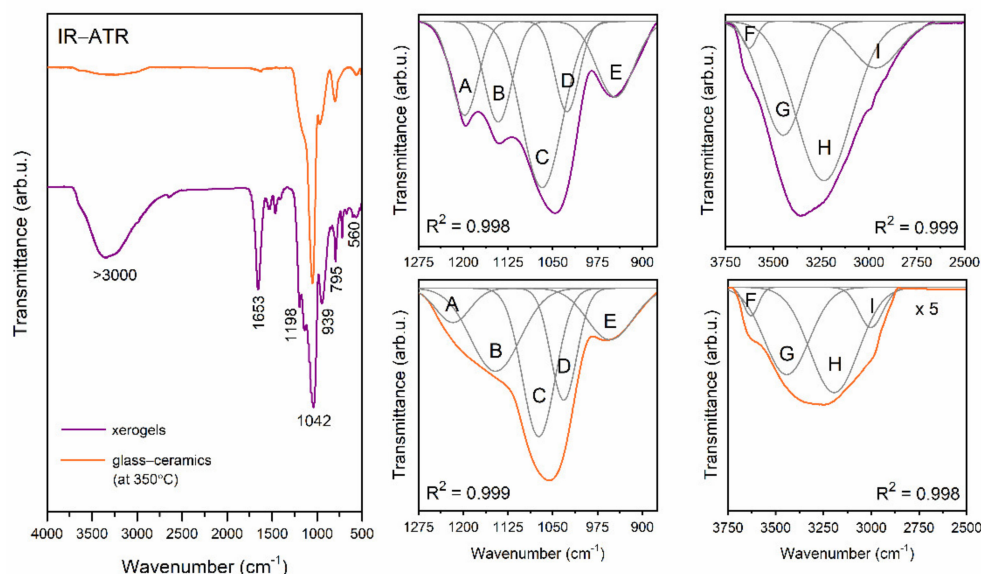 IR–ATR
Transmittance (arb.u.)
>3000
1653
1198
1042
939
795
560
xerogels
glass–ceramics
(at 350°C)
4000 3500 3000 2500 2000 1500 1000 500
Wavenumber (cm⁻¹)
Transmittance (arb.u.)
A
B
C
D
E
R² = 0.998
1275 1200 1125 1050 975 900
Transmittance (arb.u.)
F
G
H
I
R² = 0.999
3750 3500 3250 3000 2750 2500
Transmittance (arb.u.)
A
B
C
D
E
R² = 0.999
1275 1200 1125 1050 975 900
Wavenumber (cm⁻¹)
Transmittance (arb.u.)
F
G
H
I
x 5
R² = 0.998
3750 3500 3250 3000 2750 2500
Wavenumber (cm⁻¹)